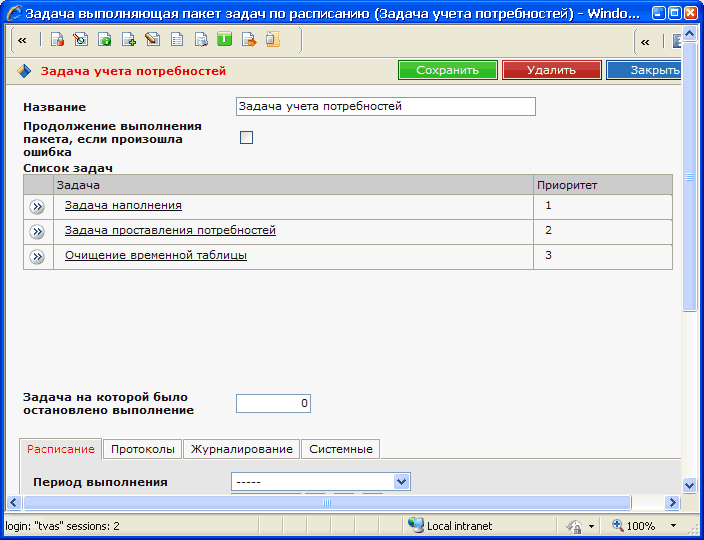 Задача выполняющая пакет задач по расписанию (Задача учета потребностей) - Windo...
Задача учета потребностей
Сохранить
Удалить
Закрыть
Название
Задача учета потребностей
Продолжение выполнения
пакета, если произошла
ошибка
Список задач
Задача
Приоритет
Задача наполнения
1
Задача проставления потребностей
2
Очищение временной таблицы
3
Задача на которой было
остановлено выполнение
0
Расписание
Протоколы
Журналирование
Системные
Период выполнения
-----
login: "tvas" sessions: 2
Local intranet
100%